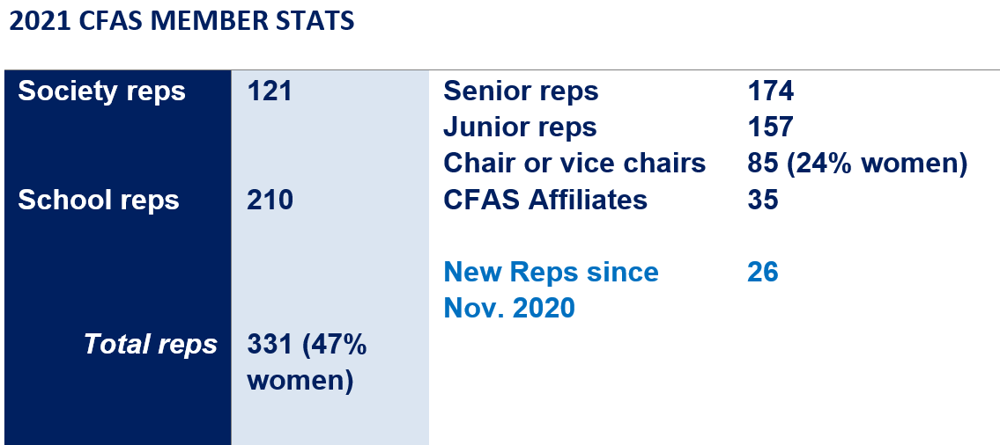 2021 CFAS MEMBER STATS
Society reps 121 Senior reps 174
Junior reps 157
Chair or vice chairs 85 (24% women)
School reps 210 CFAS Affiliates 35
New Reps since 26
Nov. 2020
Total reps 331 (47%
women)